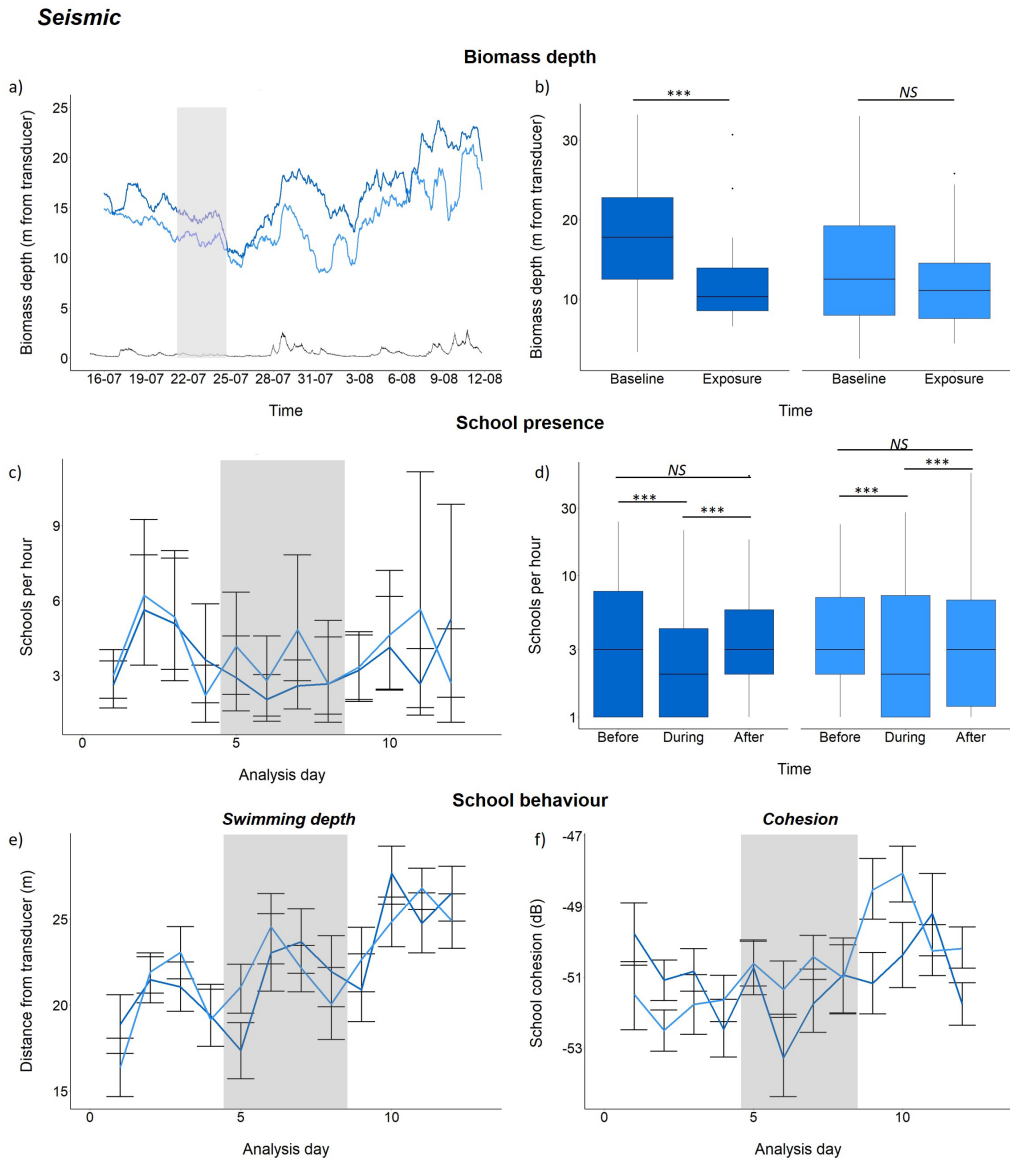 Seismic
Biomass depth
a)
Biomass depth (m from transducer)
25
20
15
10
5
0
16-07 19-07 22-07 25-07 28-07 31-07 3-08 6-08 9-08 12-08
Time
b)
Biomass depth (m from transducer)
*** NS
30
20
10
Baseline Exposure Baseline Exposure
Time
School presence
c)
Schools per hour
9
6
3
0 5 10
Analysis day
d)
Schools per hour
NS
NS
***
*** ***
***
30
10
3
1
Before During After Before During After
Time
School behaviour
Swimming depth
e)
Distance from transducer (m)
25
20
15
0 5 10
Analysis day
Cohesion
f)
School cohesion (dB)
-47
-49
-51
-53
0 5 10
Analysis day